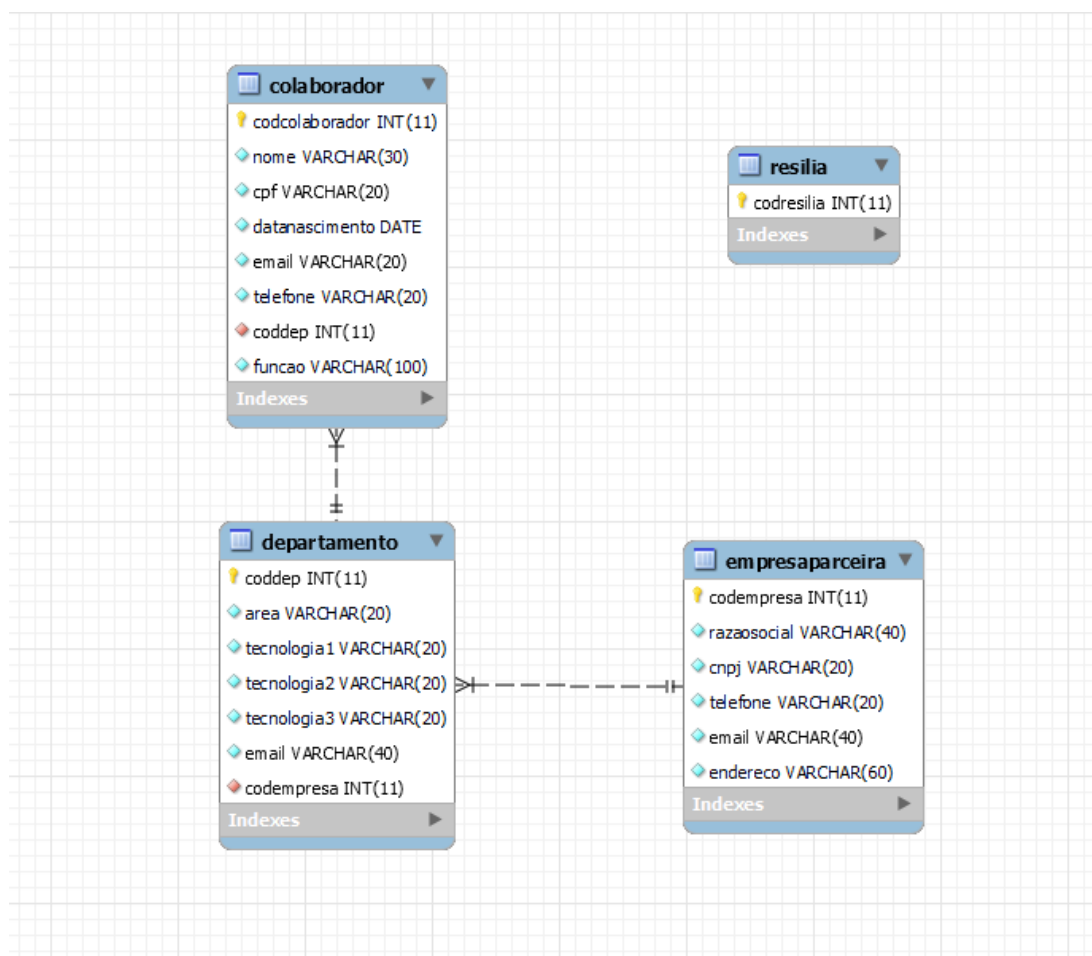 colaborador
codcolaborador INT(11)
nome VARCHAR(30)
cpf VARCHAR(20)
datanascimento DATE
email VARCHAR(20)
telefone VARCHAR(20)
coddep INT(11)
funcao VARCHAR(100)
Indexes
resilia
codresilia INT(11)
Indexes
departamento
coddep INT(11)
area VARCHAR(20)
tecnologia1 VARCHAR(20)
tecnologia2 VARCHAR(20)
tecnologia3 VARCHAR(20)
email VARCHAR(40)
codempresa INT(11)
Indexes
empresaparceira
codempresa INT(11)
razaosocial VARCHAR(40)
cnpj VARCHAR(20)
telefone VARCHAR(20)
email VARCHAR(40)
endereco VARCHAR(60)
Indexes